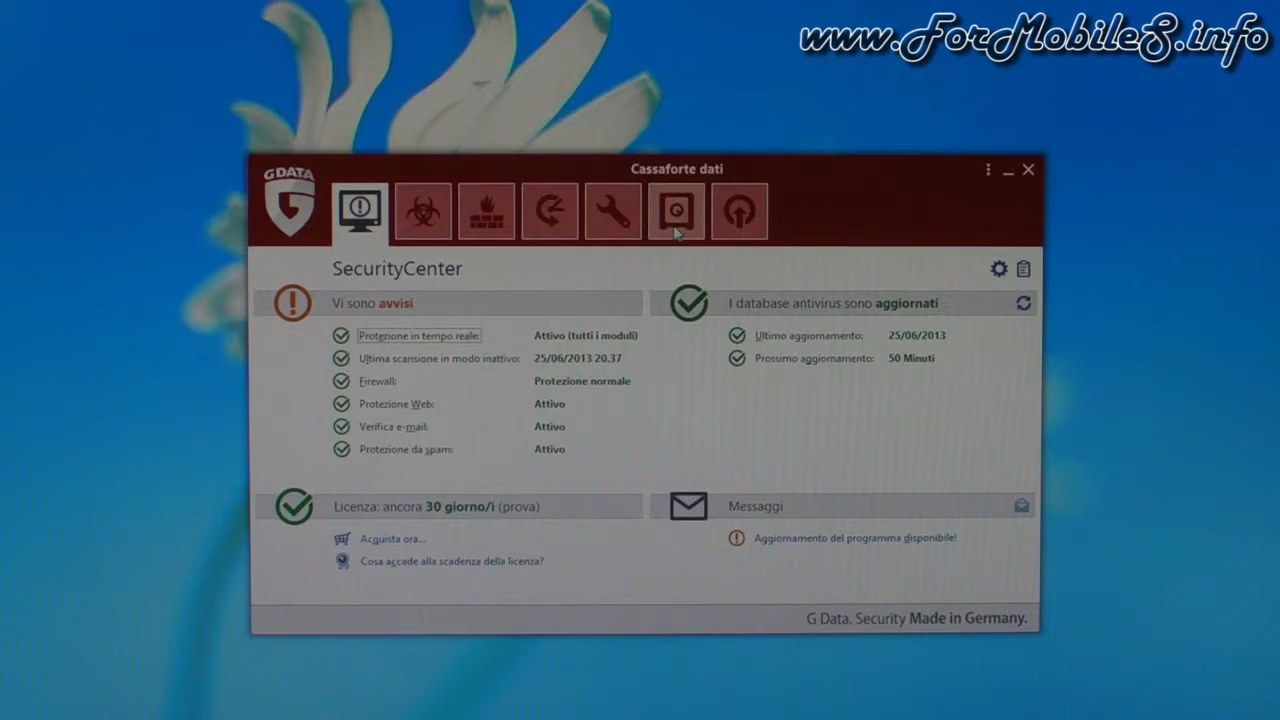 www.ForMobileS.info
Cassaforte dati
G DATA
SecurityCenter
Vi sono avvisi
Protezione in tempo reale: Attivo (tutti i moduli)
Ultima scansione in modo inattivo: 25/06/2013 20.37
Firewall: Protezione normale
Protezione Web: Attivo
Verifica e-mail: Attivo
Protezione da spam: Attivo
I database antivirus sono aggiornati
Ultimo aggiornamento: 25/06/2013
Prossimo aggiornamento: 50 Minuti
Licenza: ancora 30 giorno/i (prova)
Acquista ora...
Cosa accade alla scadenza della licenza?
Messaggi
Aggiornamento del programma disponibile!
G Data. Security Made in Germany.